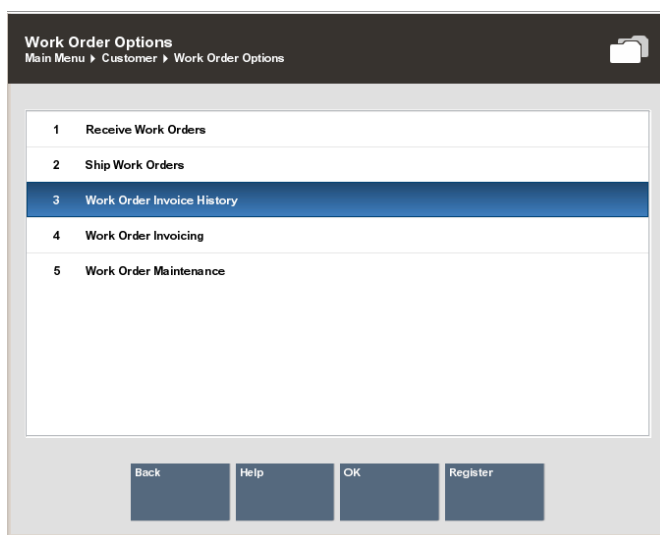 Work Order Options
Main Menu ▸ Customer ▸ Work Order Options
1 Receive Work Orders
2 Ship Work Orders
3 Work Order Invoice History
4 Work Order Invoicing
5 Work Order Maintenance
Back Help OK Register